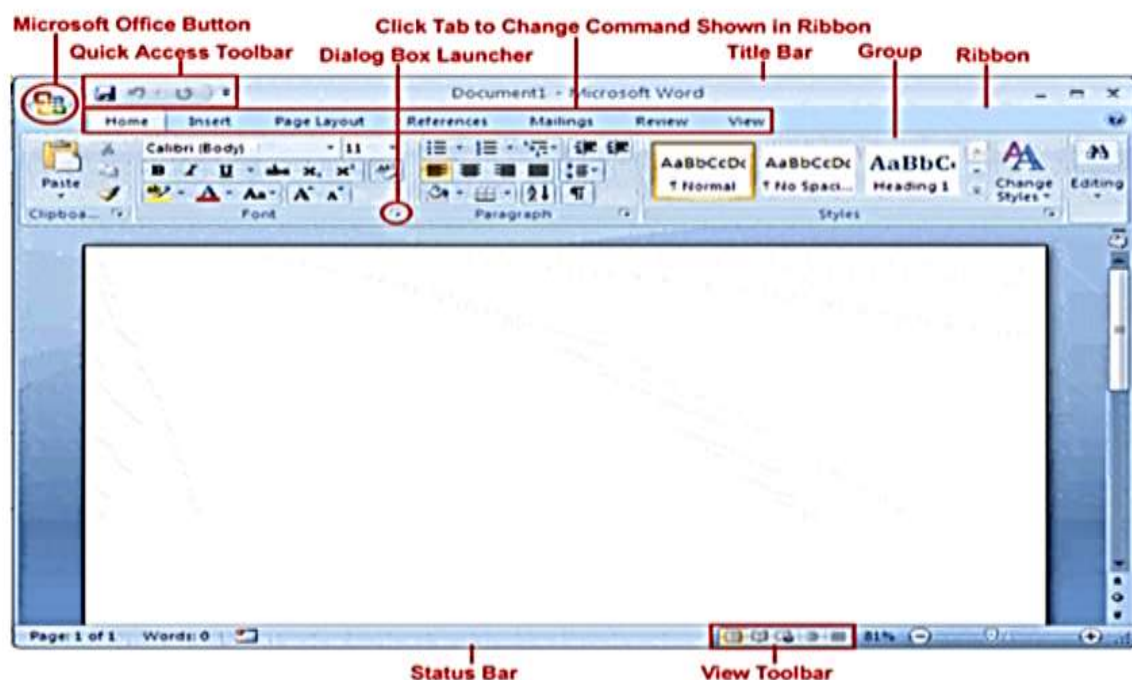 Microsoft Office Button
Click Tab to Change Command Shown in Ribbon
Quick Access Toolbar
Dialog Box Launcher
Title Bar
Group
Ribbon
Document1 - Microsoft Word
Home Insert Page Layout References Mailings Review View
Calibri (Body) 11
B I U abc x, x²
Aa A A
Paste
AaBbCcDc AaBbCcDc AaBbC
¶ Normal ¶ No Spaci... Heading 1
Change Styles
Editing
Clipboa... Font Paragraph Styles
Page: 1 of 1 Words: 0 81%
Status Bar
View Toolbar